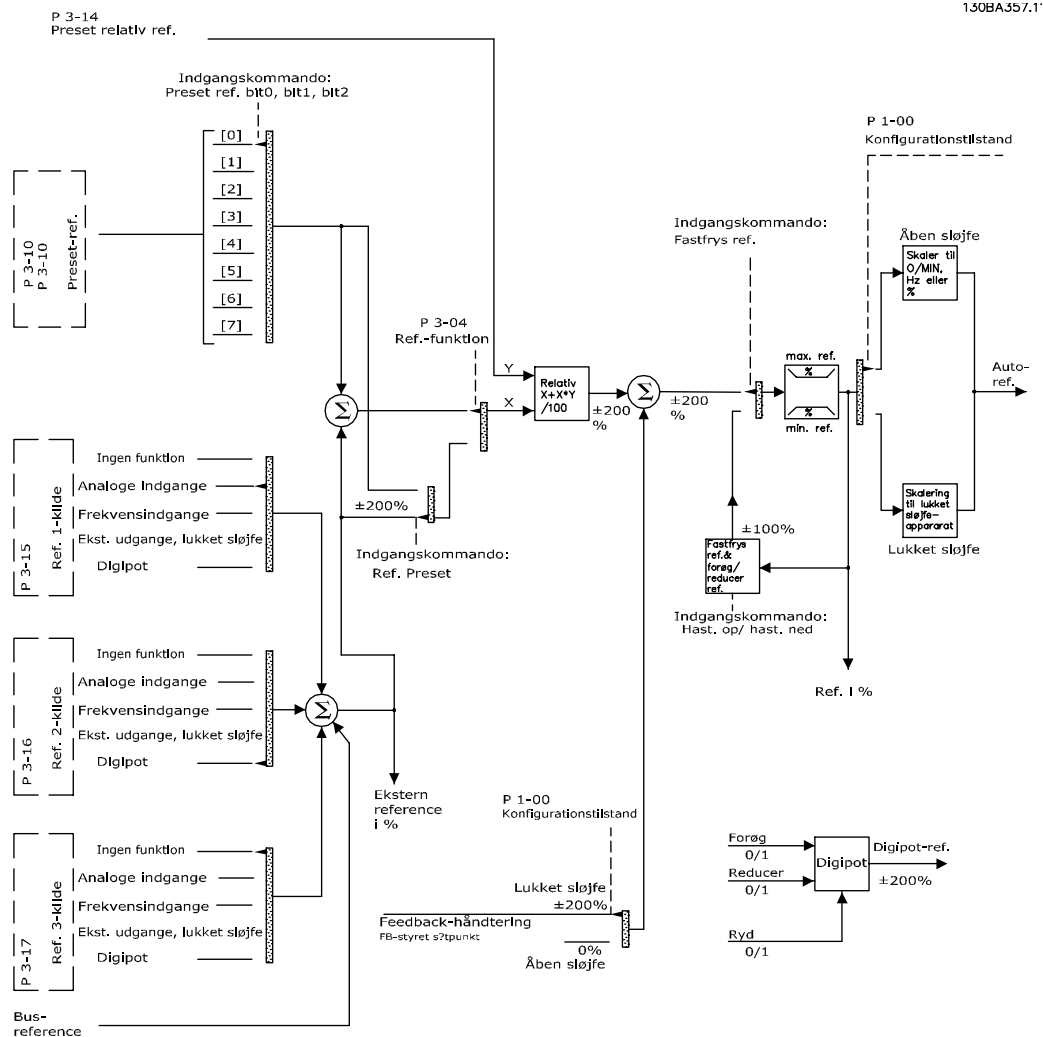 130BA357.11
P 3-14
Preset relativ ref.
Indgangskommando:
Preset ref. bit0, bit1, bit2
[0]
[1]
[2]
[3]
[4]
[5]
[6]
[7]
P 3-10
P 3-10
Preset-ref.
P 1-00
Konfigurationstilstand
Indgangskommando:
Fastfrys ref.
Åben sløjfe
Skaler til
O/MIN,
Hz eller
%
P 3-04
Ref.-funktion
Y
X
Relativ
X+X*Y
/100
±200
%
Σ
±200
%
max. ref.
%
%
min. ref.
Auto-
ref.
Σ
±200%
Indgangskommando:
Ref. Preset
±100%
Fastfrys
ref.&
forøg/
reducer
ref.
Indgangskommando:
Hast. op/ hast. ned
Skalering
til lukket
sløjfe-
appararat
Lukket sløjfe
Ref. i %
P 3-15
Ref. 1-kilde
Ingen funktion
Analoge indgange
Frekvensindgange
Ekst. udgange, lukket sløjfe
Digipot
P 3-16
Ref. 2-kilde
Ingen funktion
Analoge indgange
Frekvensindgange
Ekst. udgange, lukket sløjfe
Digipot
Σ
Ekstern
reference
i %
P 3-17
Ref. 3-kilde
Ingen funktion
Analoge indgange
Frekvensindgange
Ekst. udgange, lukket sløjfe
Digipot
Bus-
reference
P 1-00
Konfigurationstilstand
Lukket sløjfe
±200%
Feedback-håndtering
FB-styret s?tpunkt
0%
Åben sløjfe
Forøg
0/1
Reducer
0/1
Ryd
0/1
Digipot
Digipot-ref.
±200%